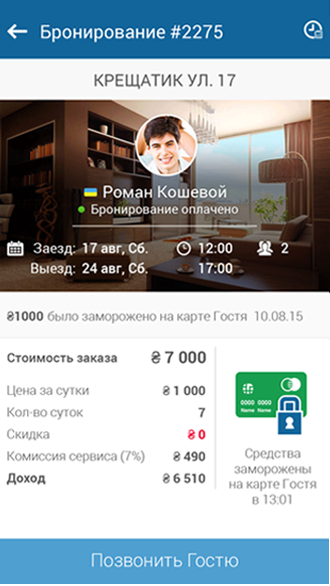 Бронирование #2275
КРЕЩАТИК УЛ. 17
Роман Кошевой
Бронирование оплачено
Заезд: 17 авг, Сб. 12:00 2
Выезд: 24 авг, Сб. 17:00
₴1000 было заморожено на карте Гостя 10.08.15
Стоимость заказа ₴ 7 000
Цена за сутки ₴ 1 000
Кол-во суток 7
Скидка ₴ 0
Комиссия сервиса (7%) ₴ 490
Доход ₴ 6 510
0000 0000
Name Name
Средства
заморожены
на карте Гостя
в 13:01
Позвонить Гостю